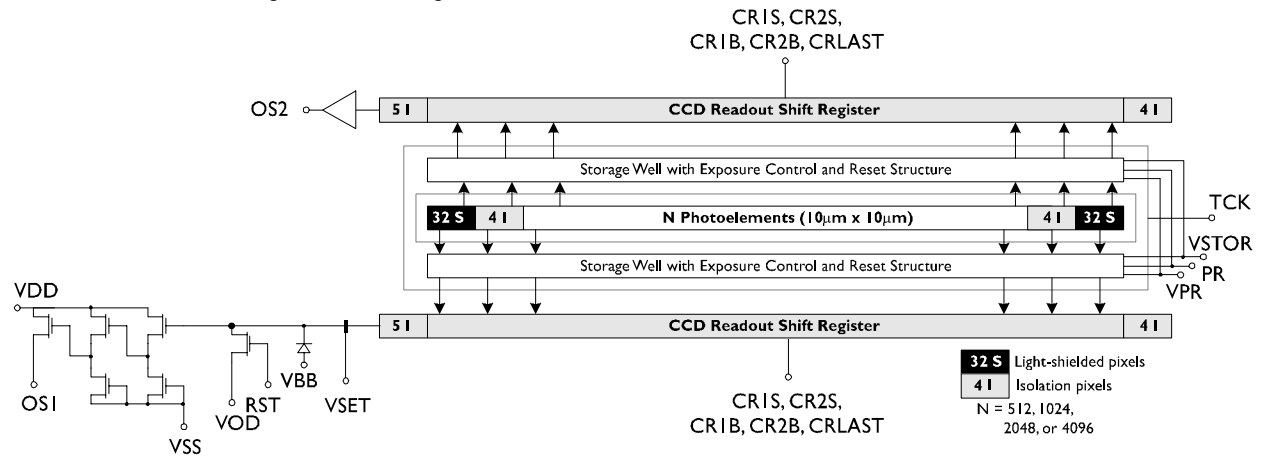 CR1S, CR2S,
CR1B, CR2B, CRLAST
OS2
5 I
CCD Readout Shift Register
4 I
Storage Well with Exposure Control and Reset Structure
32 S
4 I
N Photoelements (10μm x 10μm)
4 I
32 S
TCK
Storage Well with Exposure Control and Reset Structure
VSTOR
PR
VPR
VDD
5 I
CCD Readout Shift Register
4 I
OS1
VSS
VOD
RST
VBB
VSET
CR1S, CR2S,
CR1B, CR2B, CRLAST
32 S Light-shielded pixels
4 I Isolation pixels
N = 512, 1024,
2048, or 4096